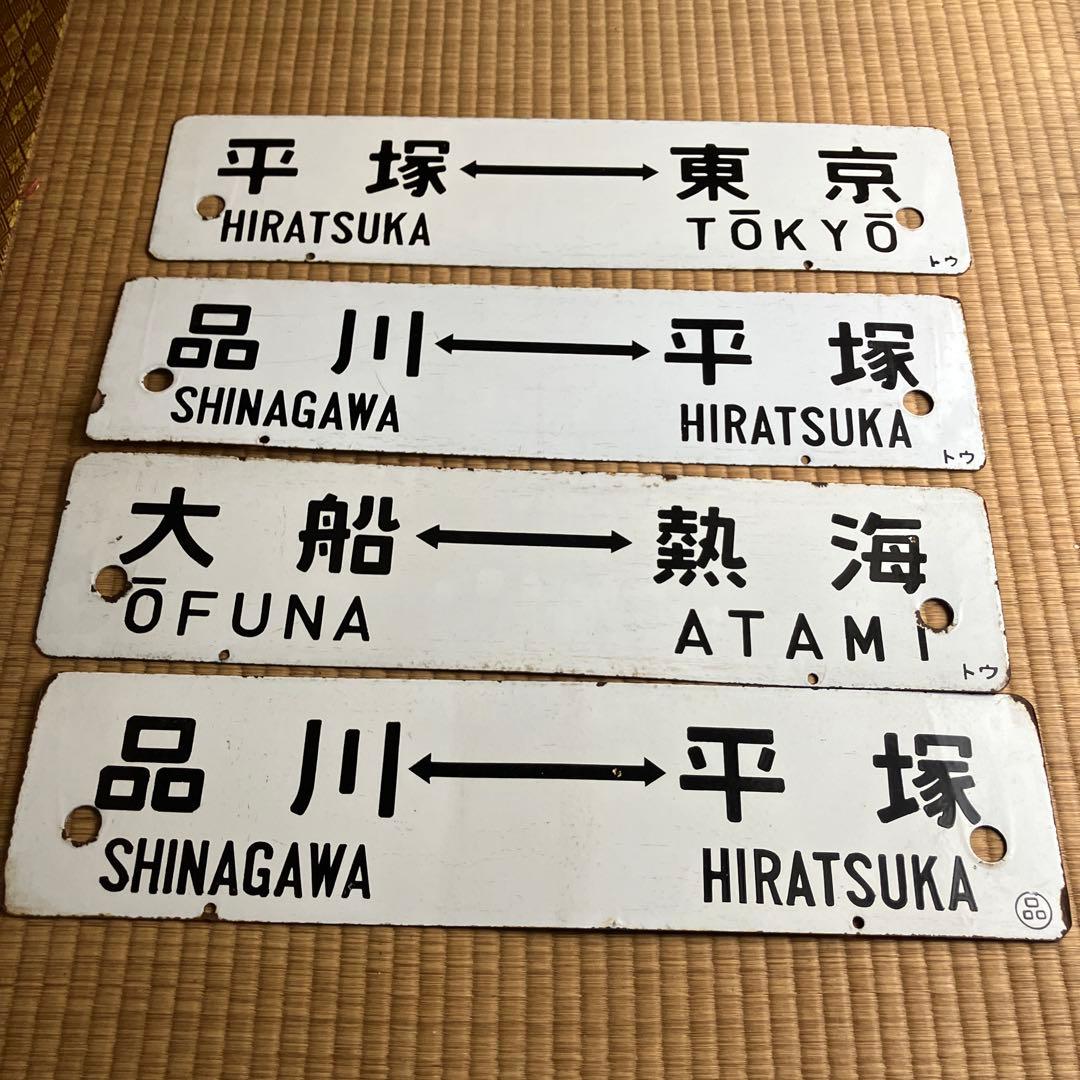 平塚 ↔ 東京
HIRATSUKA TŌKYŌ
トウ
品川 ↔ 平塚
SHINAGAWA HIRATSUKA
トウ
大船 ↔ 熱海
ŌFUNA ATAMI
トウ
品川 ↔ 平塚
SHINAGAWA HIRATSUKA
品